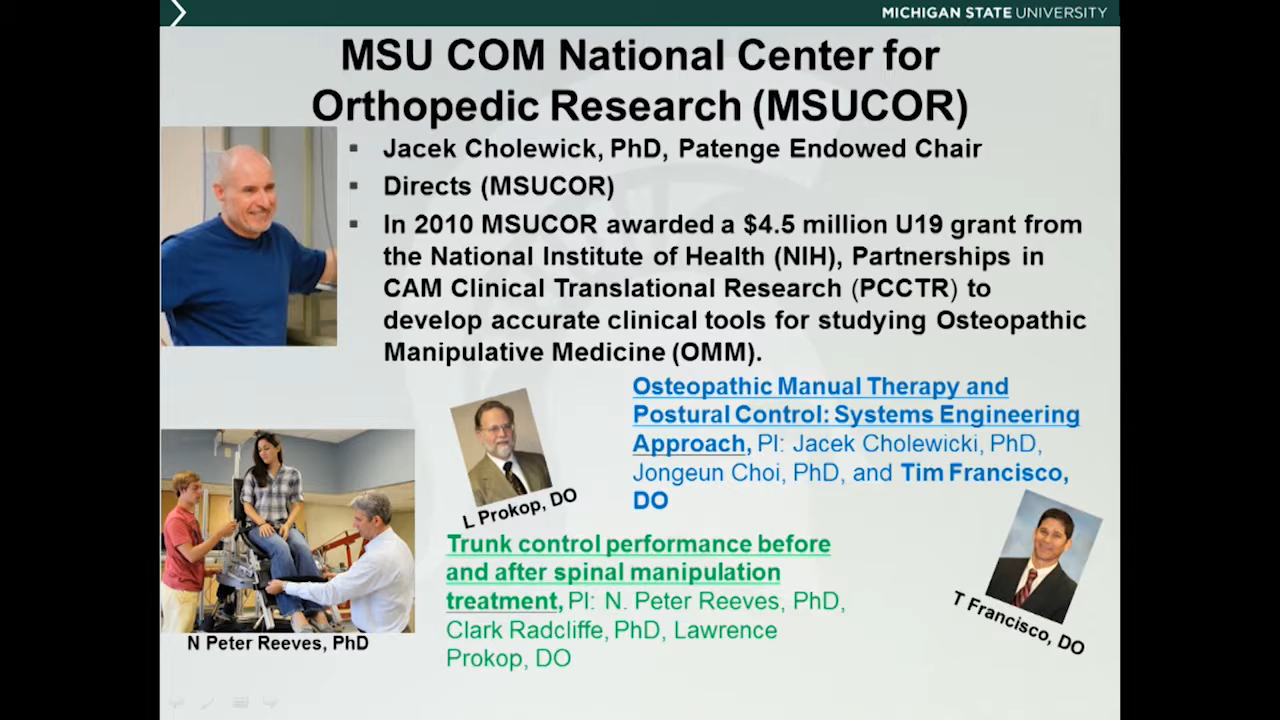 MICHIGAN STATE UNIVERSITY
MSU COM National Center for
Orthopedic Research (MSUCOR)
▪ Jacek Cholewick, PhD, Patenge Endowed Chair
▪ Directs (MSUCOR)
▪ In 2010 MSUCOR awarded a $4.5 million U19 grant from
the National Institute of Health (NIH), Partnerships in
CAM Clinical Translational Research (PCCTR) to
develop accurate clinical tools for studying Osteopathic
Manipulative Medicine (OMM).
Osteopathic Manual Therapy and
Postural Control: Systems Engineering
Approach, PI: Jacek Cholewicki, PhD,
Jongeun Choi, PhD, and Tim Francisco,
DO
L Prokop, DO
Trunk control performance before
and after spinal manipulation
treatment, PI: N. Peter Reeves, PhD,
Clark Radcliffe, PhD, Lawrence
Prokop, DO
T Francisco, DO
N Peter Reeves, PhD